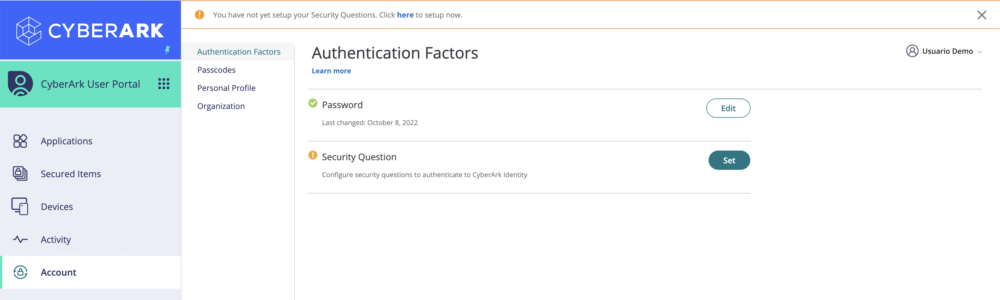 You have not yet setup your Security Questions. Click here to setup now.
CYBERARK
CyberArk User Portal
Applications
Secured Items
Devices
Activity
Account
Authentication Factors
Passcodes
Personal Profile
Organization
Authentication Factors
Learn more
Usuario Demo
Password
Edit
Last changed: October 8, 2022
Security Question
Set
Configure security questions to authenticate to CyberArk Identity